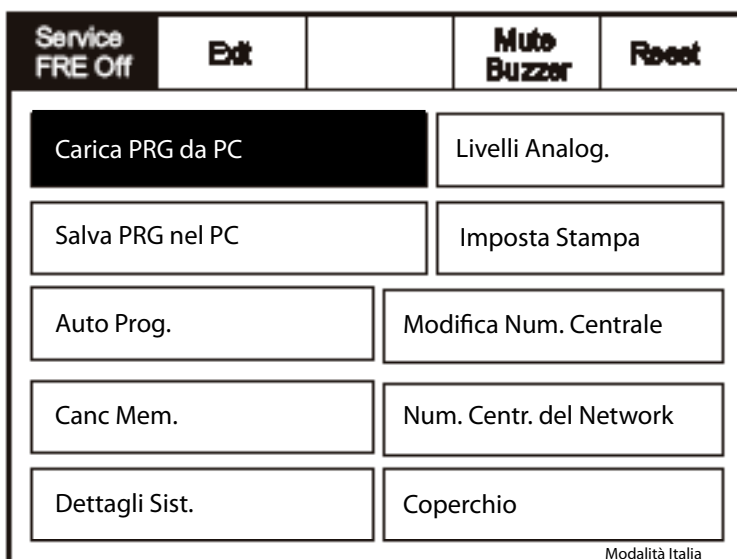 Service
FRE Off
Exit
Mute
Buzzer
Reset
Carica PRG da PC
Livelli Analog.
Salva PRG nel PC
Imposta Stampa
Auto Prog.
Modifica Num. Centrale
Canc Mem.
Num. Centr. del Network
Dettagli Sist.
Coperchio
Modalità Italia